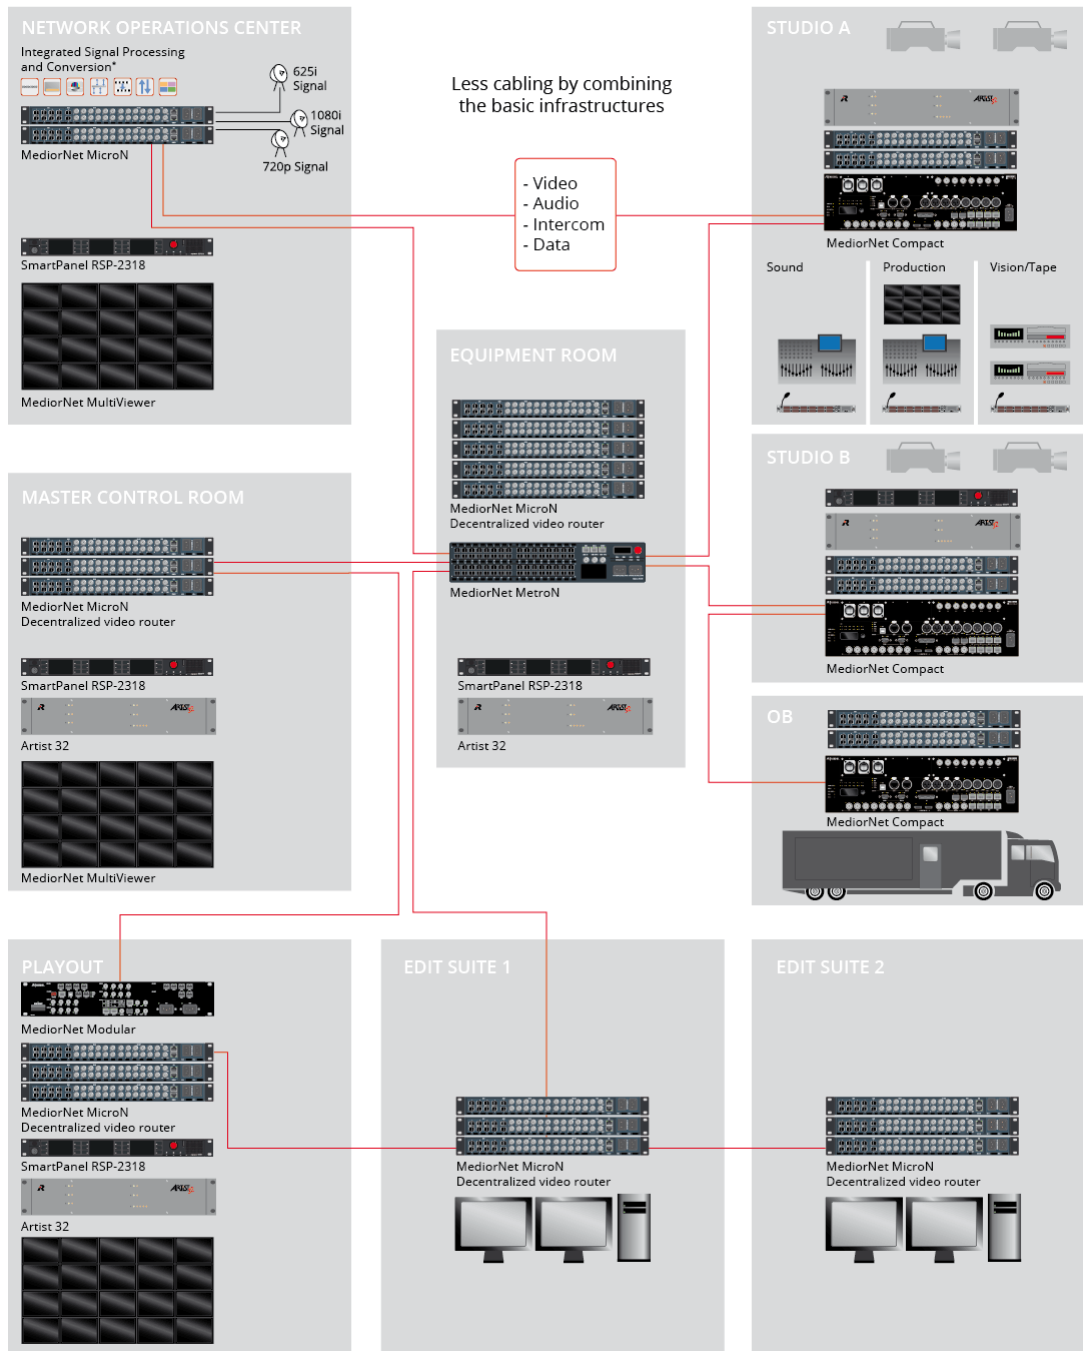 NETWORK OPERATIONS CENTER
Integrated Signal Processing
and Conversion*
625i
Signal
1080i
Signal
720p Signal
MediorNet MicroN
SmartPanel RSP-2318
MediorNet MultiViewer
Less cabling by combining
the basic infrastructures
- Video
- Audio
- Intercom
- Data
STUDIO A
R ARTIST
MediorNet Compact
Sound
Production
Vision/Tape
EQUIPMENT ROOM
MediorNet MicroN
Decentralized video router
MediorNet MetroN
SmartPanel RSP-2318
R ARTIST
Artist 32
STUDIO B
R ARTIST
MediorNet Compact
MASTER CONTROL ROOM
MediorNet MicroN
Decentralized video router
SmartPanel RSP-2318
R ARTIST
Artist 32
MediorNet MultiViewer
OB
MediorNet Compact
PLAYOUT
MediorNet Modular
MediorNet MicroN
Decentralized video router
SmartPanel RSP-2318
R ARTIST
Artist 32
EDIT SUITE 1
MediorNet MicroN
Decentralized video router
EDIT SUITE 2
MediorNet MicroN
Decentralized video router